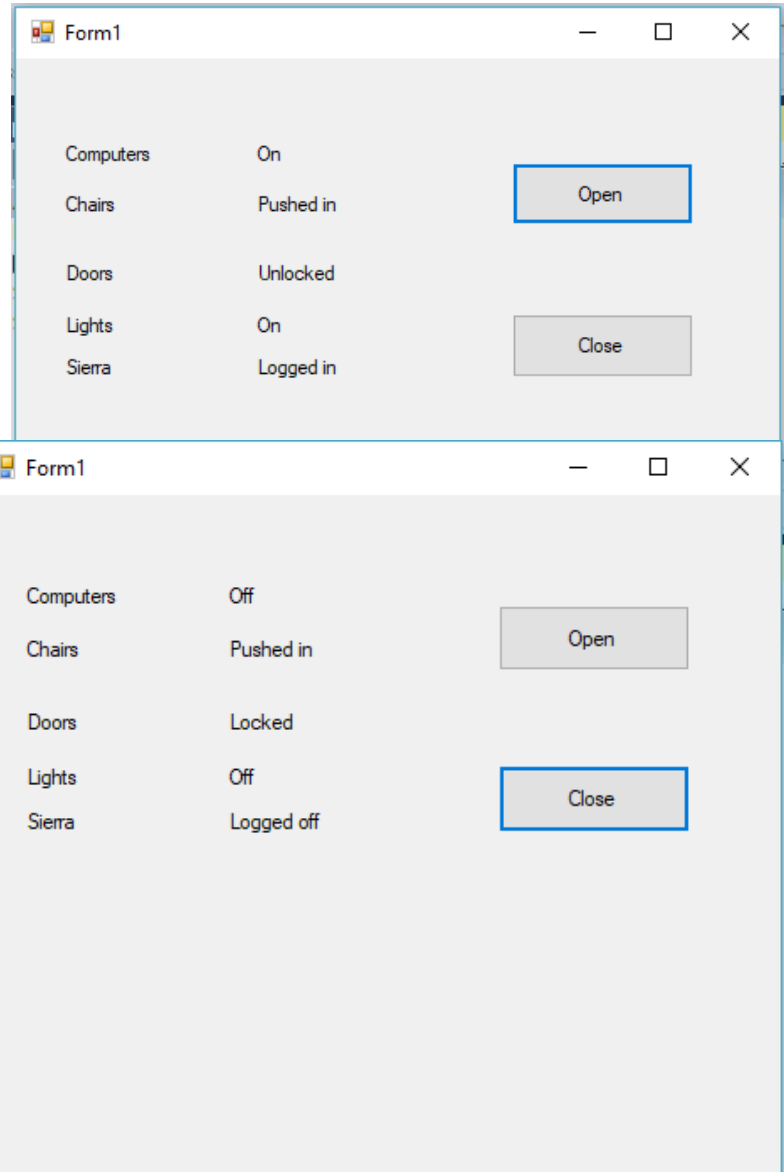 Form1
Computers On
Open
Chairs Pushed in
Doors Unlocked
Lights On
Close
Sierra Logged in
Form1
Computers Off
Open
Chairs Pushed in
Doors Locked
Lights Off
Close
Sierra Logged off